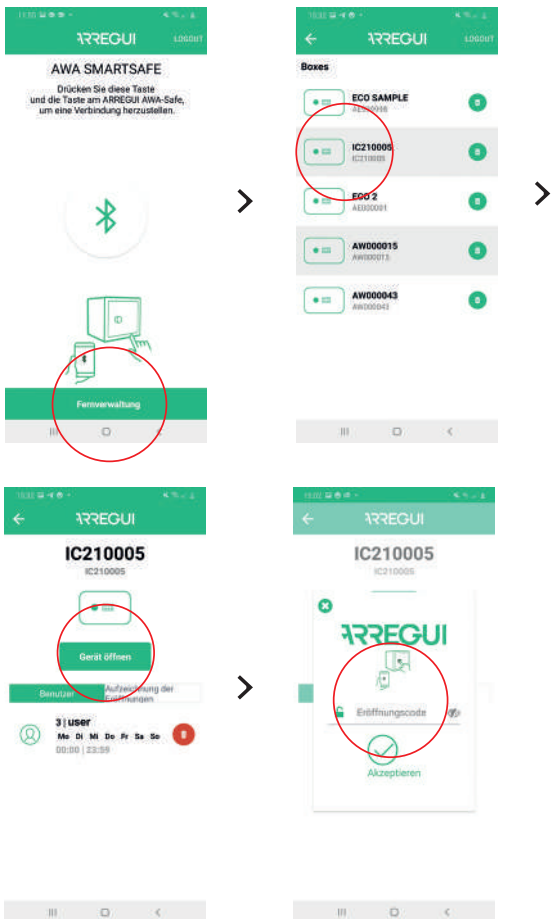 11:30
ARREGUI
LOGOUT
AWA SMARTSAFE
Drücken Sie diese Taste
und die Taste am ARREGUI AWA-Safe,
um eine Verbindung herzustellen.
Fernverwaltung
ARREGUI
LOGOUT
Boxes
ECO SAMPLE
IC210005
IC210005
ECO 2
AE000001
AW000015
AW000015
AW000043
AW000043
ARREGUI
IC210005
IC210005
Gerät öffnen
Benutzer
Aufzeichnung der
Eröffnungen
3 | user
Mo Di Mi Do Fr Sa So
00:00 | 23:59
ARREGUI
IC210005
IC210005
ARREGUI
Eröffnungscode
Akzeptieren